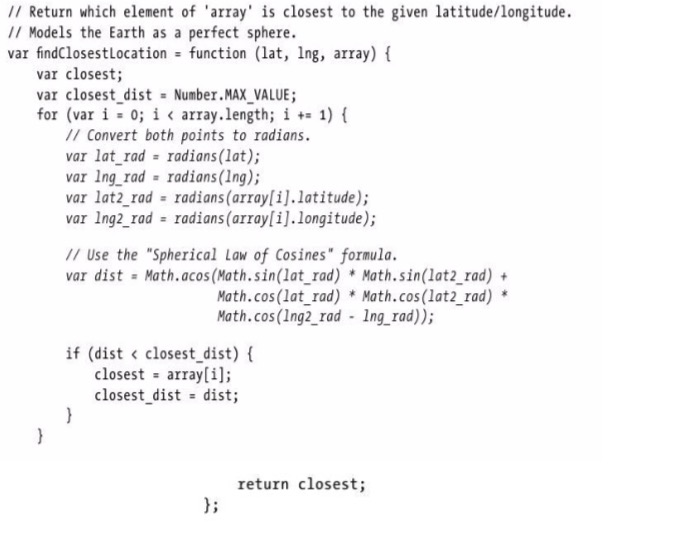 // Return which element of 'array' is closest to the given latitude/longitude.
// Models the Earth as a perfect sphere.
var findClosestLocation = function (lat, lng, array) {
    var closest;
    var closest_dist = Number.MAX_VALUE;
    for (var i = 0; i < array.length; i += 1) {
        // Convert both points to radians.
        var lat_rad = radians(lat);
        var lng_rad = radians(lng);
        var lat2_rad = radians(array[i].latitude);
        var lng2_rad = radians(array[i].longitude);
        // Use the "Spherical Law of Cosines" formula.
        var dist = Math.acos(Math.sin(lat_rad) * Math.sin(lat2_rad) +
                             Math.cos(lat_rad) * Math.cos(lat2_rad) *
                             Math.cos(lng2_rad - lng_rad));
        if (dist < closest_dist) {
            closest = array[i];
            closest_dist = dist;
        }
    }
    return closest;
};